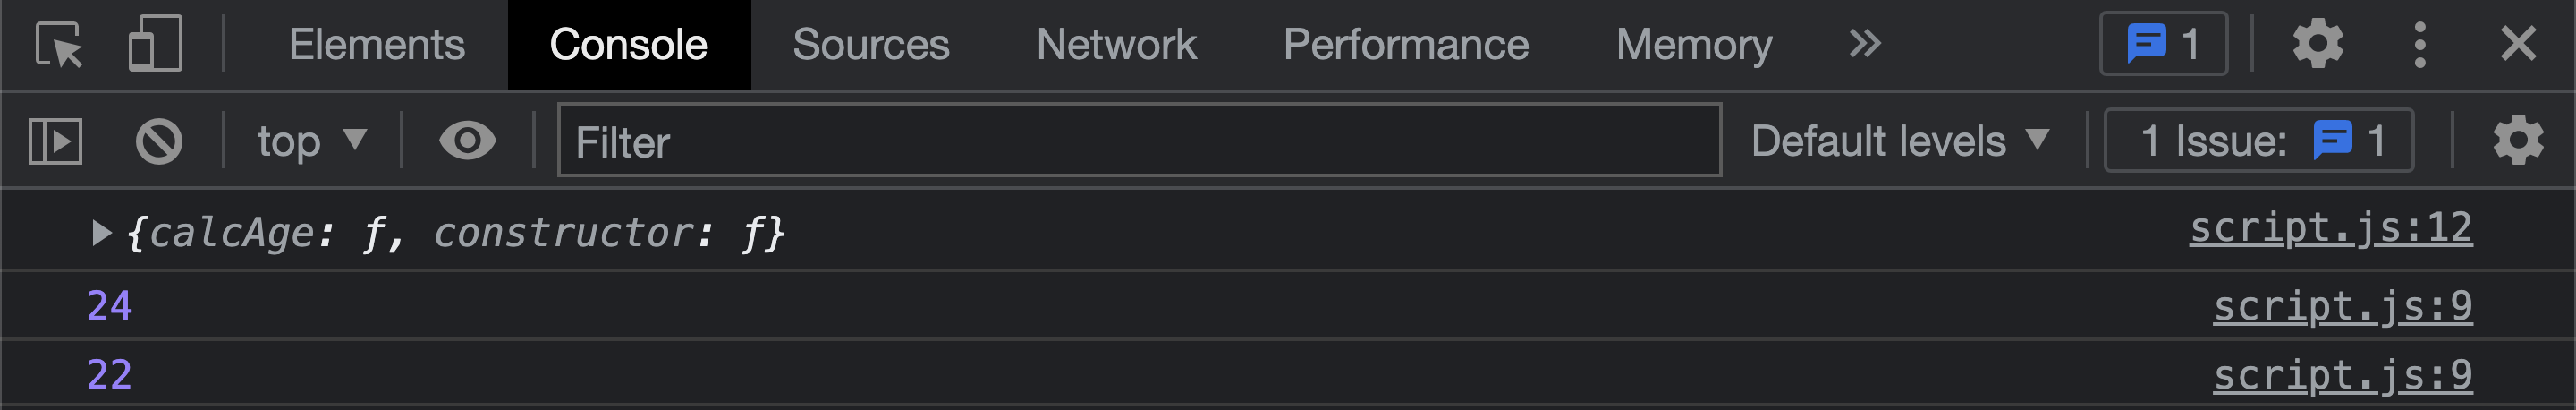 Elements Console Sources Network Performance Memory 1
top Filter Default levels 1 Issue: 1
{calcAge: ƒ, constructor: ƒ} script.js:12
24 script.js:9
22 script.js:9